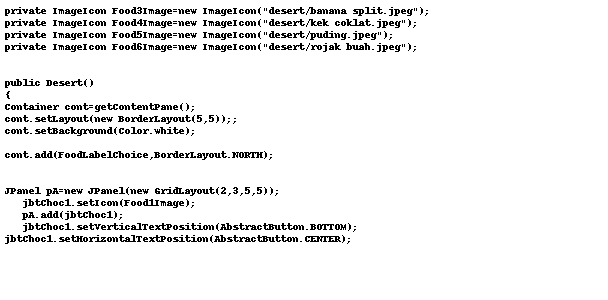 private ImageIcon Food3Image=new ImageIcon("desert/banana split.jpeg");
private ImageIcon Food4Image=new ImageIcon("desert/kek coklat.jpeg");
private ImageIcon Food5Image=new ImageIcon("desert/puding.jpeg");
private ImageIcon Food6Image=new ImageIcon("desert/rojak buah.jpeg");
public Desert()
{
Container cont=getContentPane();
cont.setLayout(new BorderLayout(5,5));;
cont.setBackground(Color.white);
cont.add(FoodLabelChoice,BorderLayout.NORTH);
JPanel pA=new JPanel(new GridLayout(2,3,5,5));
jbtChoc1.setIcon(Food1Image);
pA.add(jbtChoc1);
jbtChoc1.setVerticalTextPosition(AbstractButton.BOTTOM);
jbtChoc1.setHorizontalTextPosition(AbstractButton.CENTER);